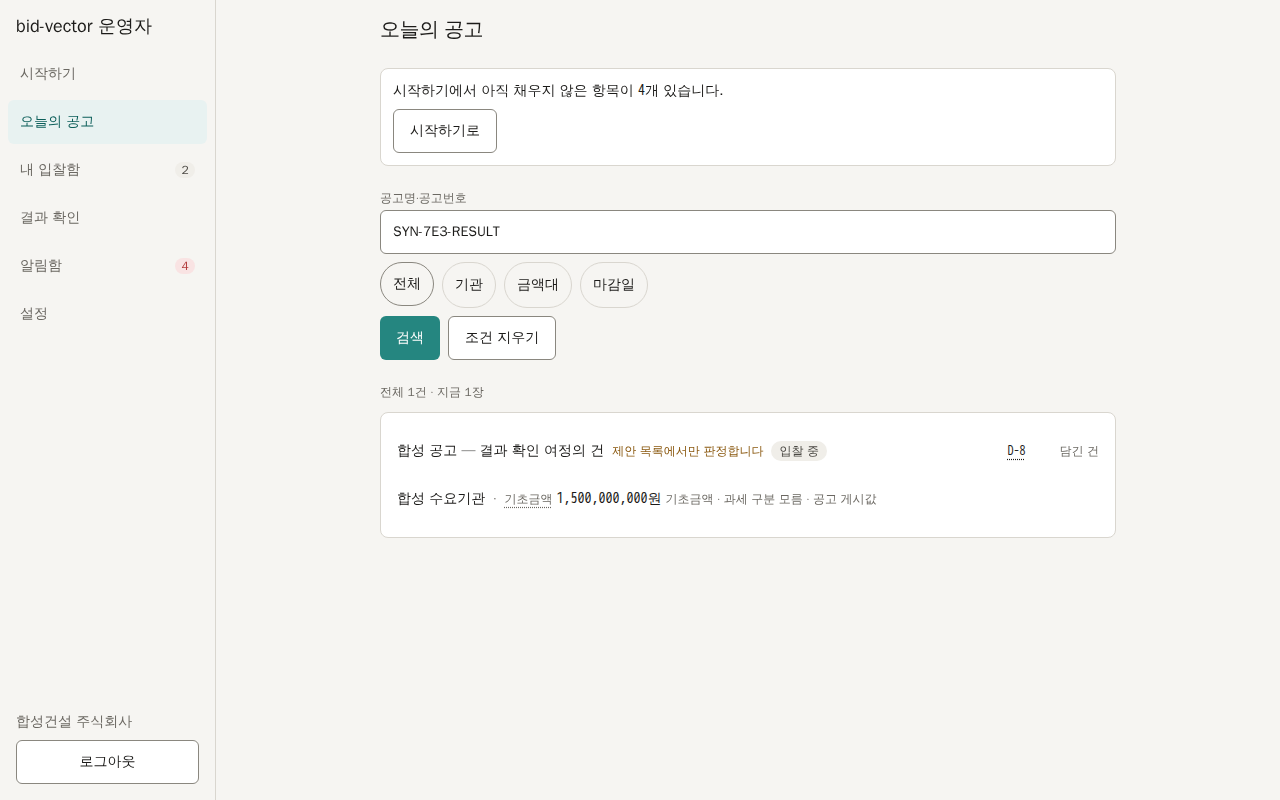 bid-vector 운영자
시작하기
오늘의 공고
내 입찰함 2
결과 확인
알림함 4
설정
합성건설 주식회사
로그아웃
오늘의 공고
시작하기에서 아직 채우지 않은 항목이 4개 있습니다.
시작하기로
공고명·공고번호
SYN-7E3-RESULT
전체 기관 금액대 마감일
검색 조건 지우기
전체 1건 · 지금 1장
합성 공고 — 결과 확인 여정의 건 제안 목록에서만 판정합니다 입찰 중 D-8 담긴 건
합성 수요기관 · 기초금액 1,500,000,000원 기초금액 · 과세 구분 모름 · 공고 게시값